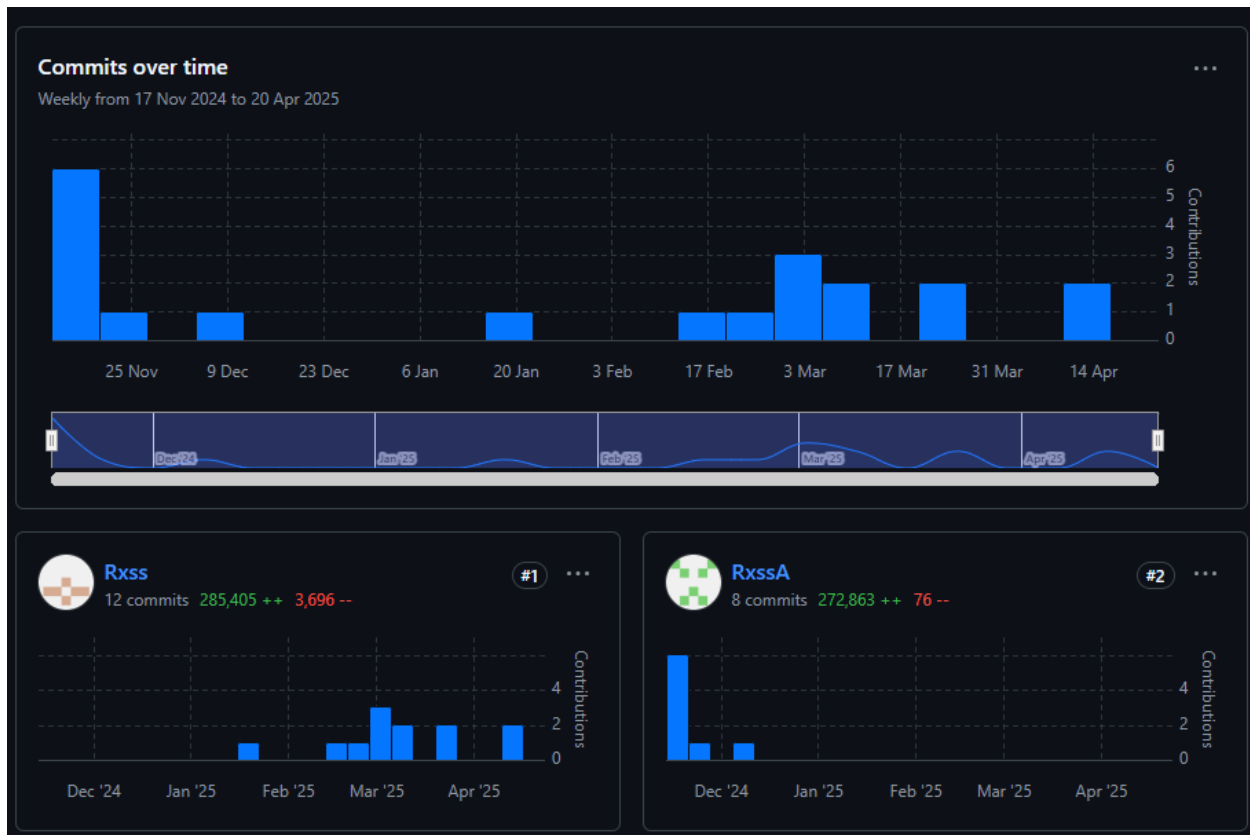 Commits over time
Weekly from 17 Nov 2024 to 20 Apr 2025
6
5
4
3
2
1
0
Contributions
25 Nov 9 Dec 23 Dec 6 Jan 20 Jan 3 Feb 17 Feb 3 Mar 17 Mar 31 Mar 14 Apr
Dec '24 Jan '25 Feb '25 Mar '25 Apr '25
Rxss #1
12 commits 285,405 ++ 3,696 --
4
2
0
Contributions
Dec '24 Jan '25 Feb '25 Mar '25 Apr '25
RxssA #2
8 commits 272,863 ++ 76 --
4
2
0
Contributions
Dec '24 Jan '25 Feb '25 Mar '25 Apr '25